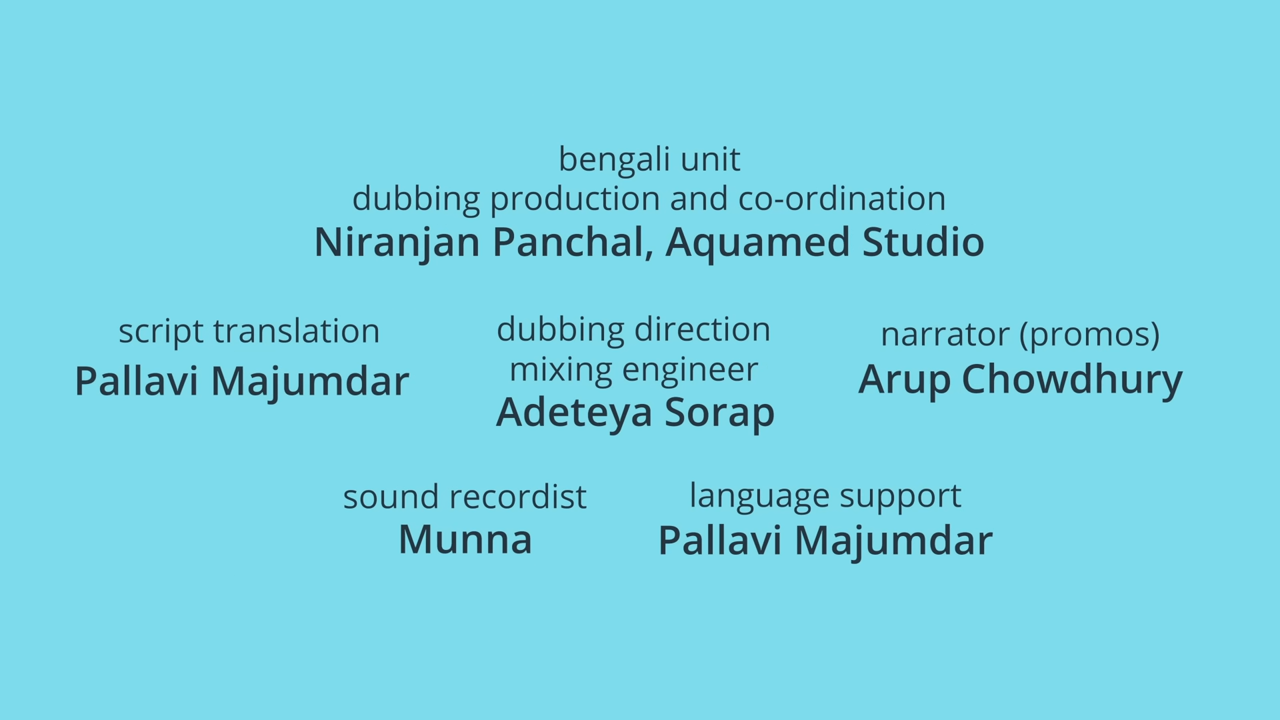 bengali unit
dubbing production and co-ordination
Niranjan Panchal, Aquamed Studio
script translation
Pallavi Majumdar
dubbing direction
mixing engineer
Adeteya Sorap
narrator (promos)
Arup Chowdhury
sound recordist
Munna
language support
Pallavi Majumdar